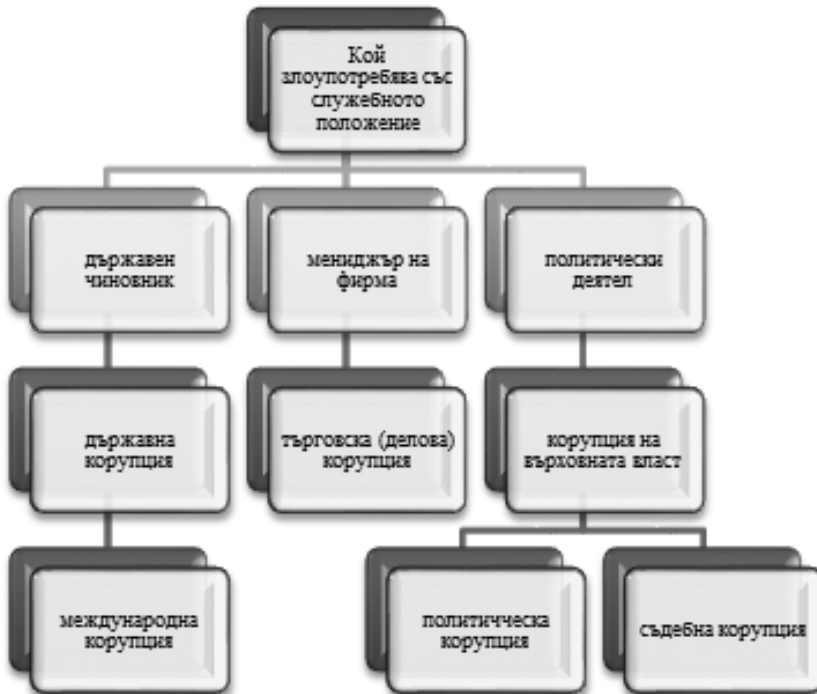 Кой
злоупотребява със
служебното
положение
държавен
чиновник
мениджър на
фирма
политически
деятел
държавна
корупция
търговска (делова)
корупция
корупция на
върховната власт
международна
корупция
политичческа
корупция
съдебна корупция